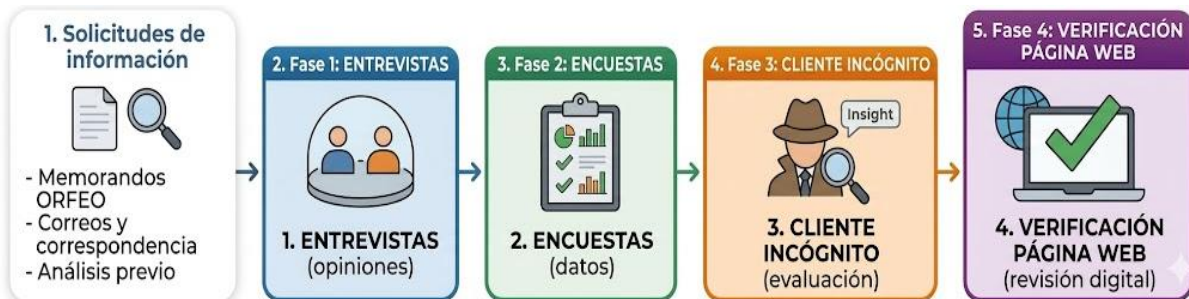 1. Solicitudes de
información
- Memorandos
ORFEO
- Correos y
correspondencia
- Análisis previo
2. Fase 1: ENTREVISTAS
1. ENTREVISTAS
(opiniones)
3. Fase 2: ENCUESTAS
2. ENCUESTAS
(datos)
4. Fase 3: CLIENTE INCÓGNITO
Insight
3. CLIENTE
INCÓGNITO
(evaluación)
5. Fase 4: VERIFICACIÓN
PÁGINA WEB
4. VERIFICACIÓN
PÁGINA WEB
(revisión digital)